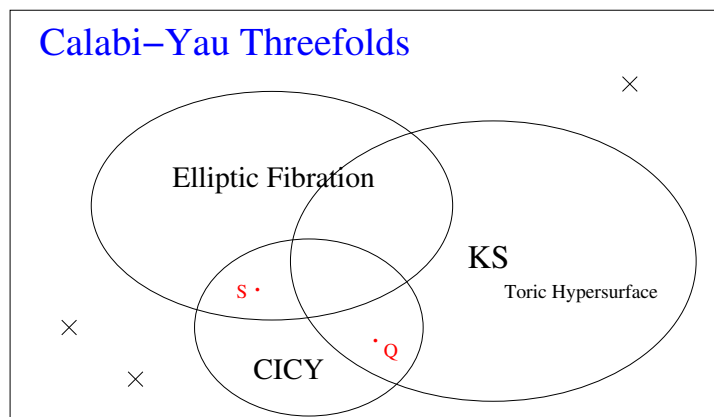 Calabi−Yau Threefolds
Elliptic Fibration
KS
Toric Hypersurface
S
Q
CICY